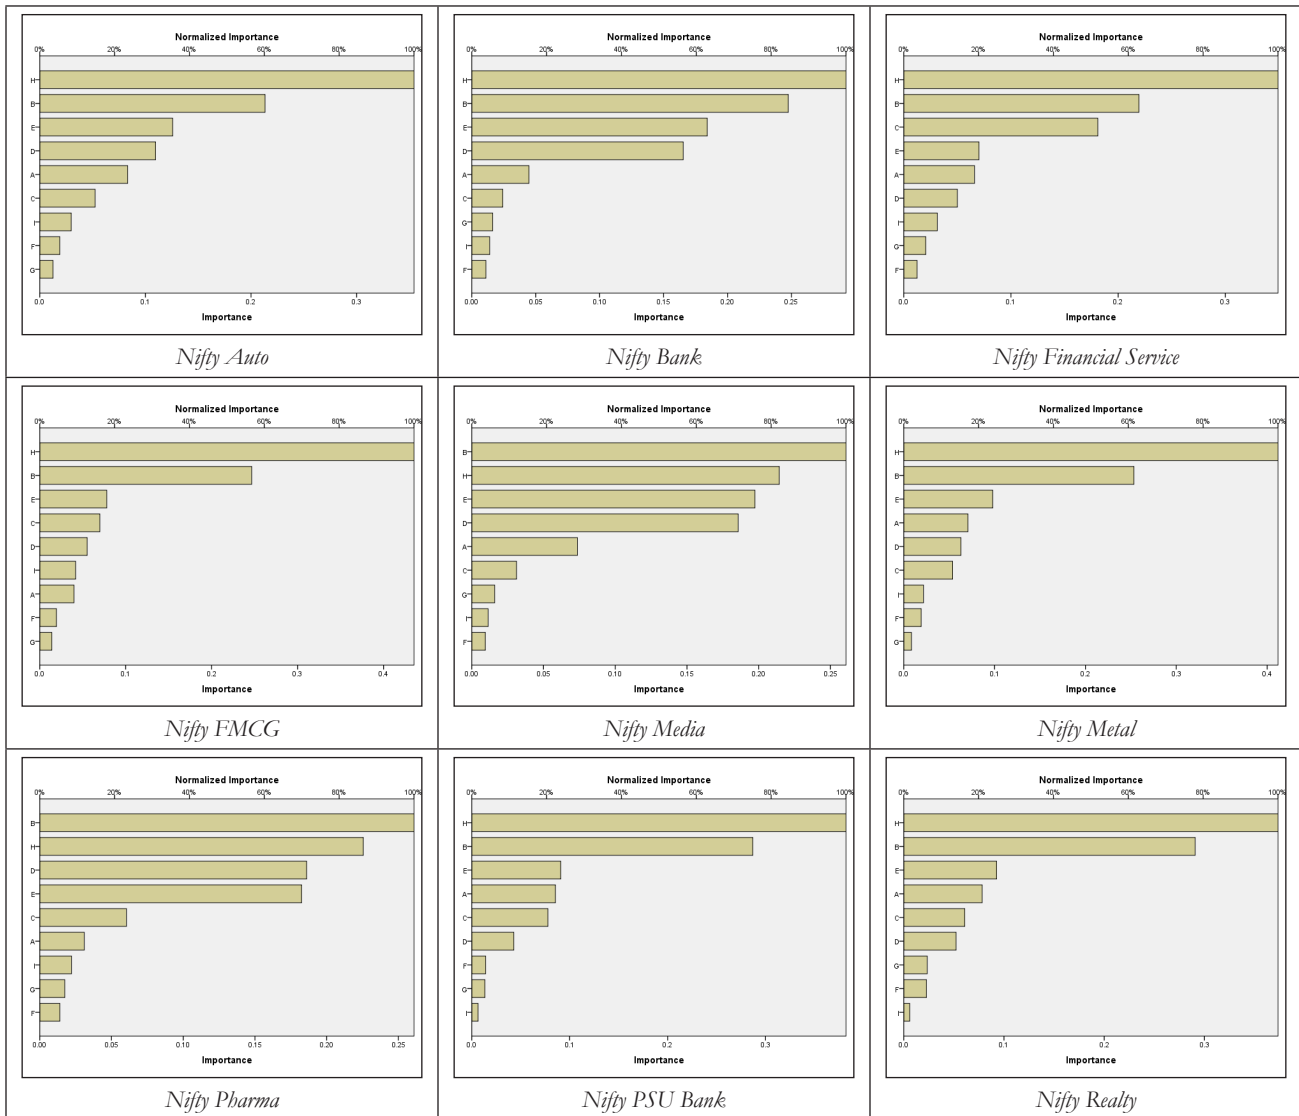 Normalized Importance
0% 20% 40% 60% 80% 100%
H
B
E
D
A
C
I
F
G
0.0 0.1 0.2 0.3
Importance
Nifty Auto
Normalized Importance
0% 20% 40% 60% 80% 100%
H
B
E
D
A
C
G
I
F
0.00 0.05 0.10 0.15 0.20 0.25
Importance
Nifty Bank
Normalized Importance
0% 20% 40% 60% 80% 100%
H
B
C
E
A
D
I
G
F
0.0 0.1 0.2 0.3
Importance
Nifty Financial Service
Normalized Importance
0% 20% 40% 60% 80% 100%
H
B
E
C
D
I
A
F
G
0.0 0.1 0.2 0.3 0.4
Importance
Nifty FMCG
Normalized Importance
0% 20% 40% 60% 80% 100%
B
H
E
D
A
C
G
I
F
0.00 0.05 0.10 0.15 0.20 0.25
Importance
Nifty Media
Normalized Importance
0% 20% 40% 60% 80% 100%
H
B
E
A
D
C
I
F
G
0.0 0.1 0.2 0.3 0.4
Importance
Nifty Metal
Normalized Importance
0% 20% 40% 60% 80% 100%
B
H
D
E
C
A
I
G
F
0.00 0.05 0.10 0.15 0.20 0.25
Importance
Nifty Pharma
Normalized Importance
0% 20% 40% 60% 80% 100%
H
B
E
A
C
D
F
G
I
0.0 0.1 0.2 0.3
Importance
Nifty PSU Bank
Normalized Importance
0% 20% 40% 60% 80% 100%
H
B
E
A
C
D
G
F
I
0.0 0.1 0.2 0.3
Importance
Nifty Realty